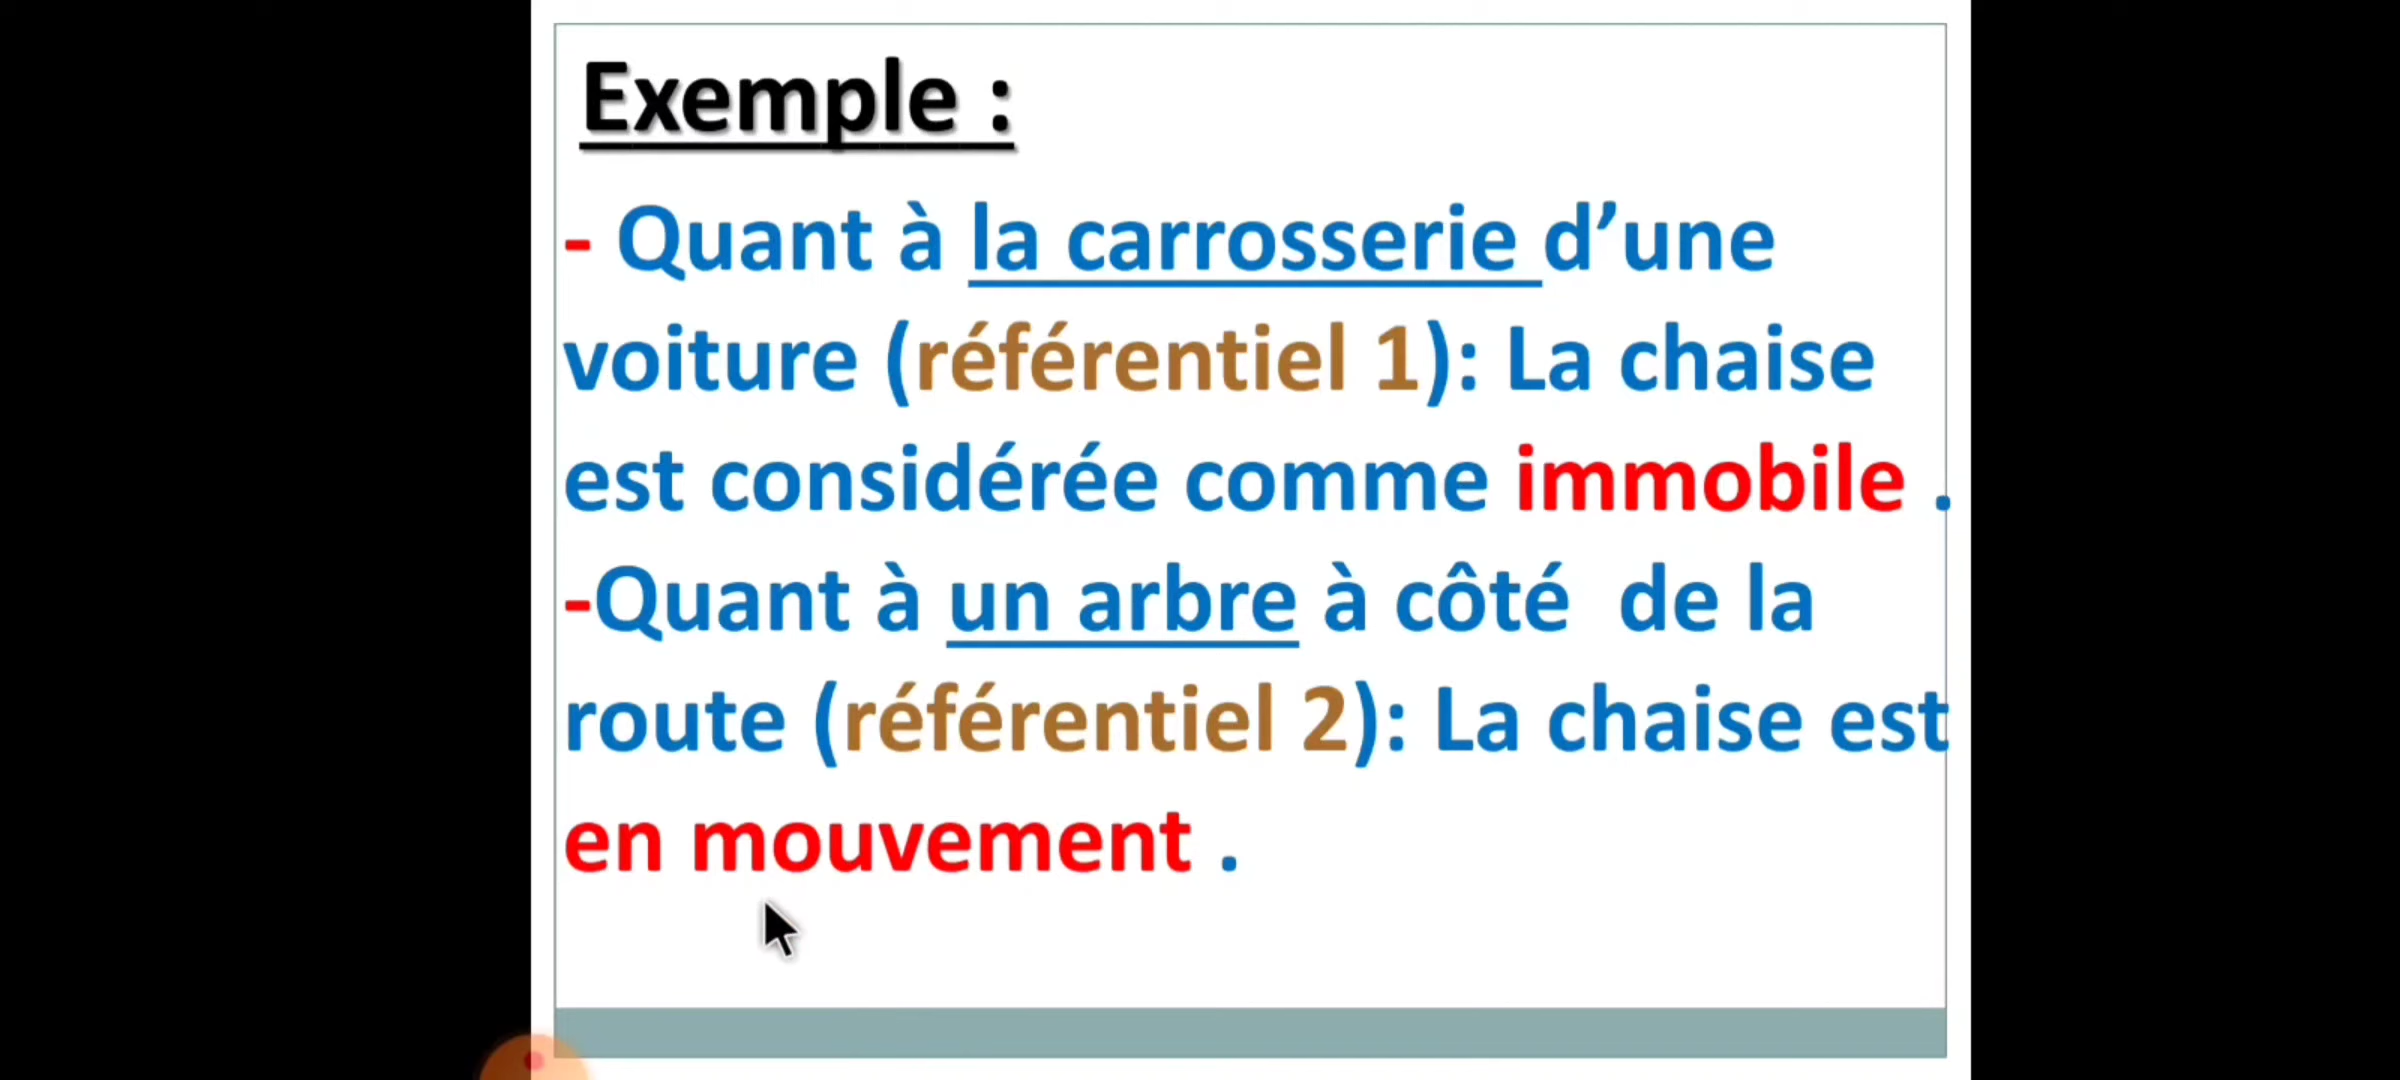 Exemple :
- Quant à la carrosserie d’une
voiture (référentiel 1): La chaise
est considérée comme immobile .
-Quant à un arbre à côté  de la
route (référentiel 2): La chaise est
en mouvement .